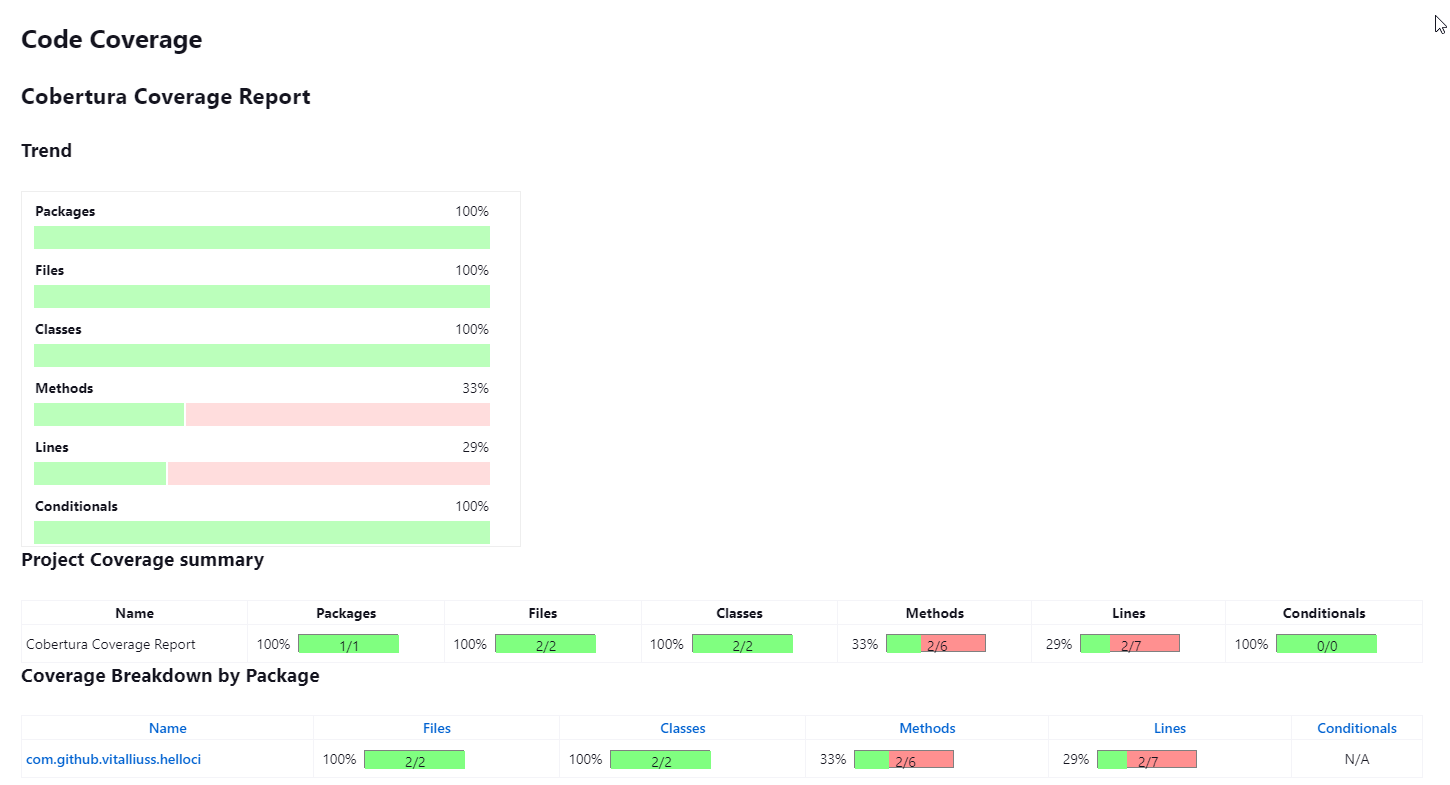 Code Coverage
Cobertura Coverage Report
Trend
Packages 100%
Files 100%
Classes 100%
Methods 33%
Lines 29%
Conditionals 100%
Project Coverage summary
Name Packages Files Classes Methods Lines Conditionals
Cobertura Coverage Report 100% 1/1 100% 2/2 100% 2/2 33% 2/6 29% 2/7 100% 0/0
Coverage Breakdown by Package
Name Files Classes Methods Lines Conditionals
com.github.vitalliuss.helloci 100% 2/2 100% 2/2 33% 2/6 29% 2/7 N/A